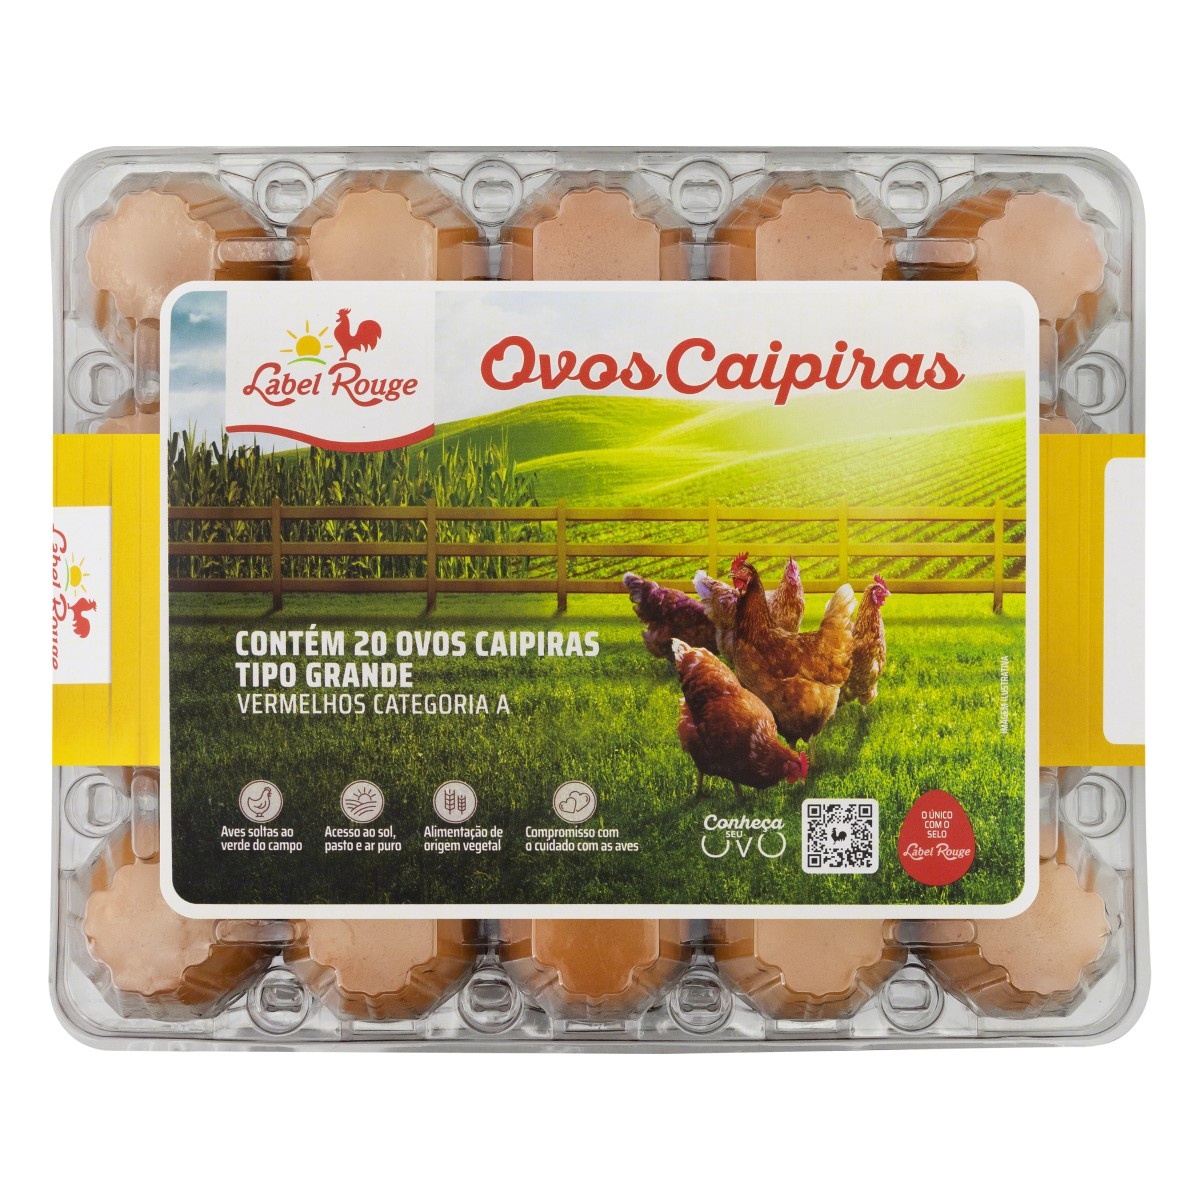 Label Rouge
Ovos Caipiras
Label Rouge
CONTÉM 20 OVOS CAIPIRAS
TIPO GRANDE
VERMELHOS CATEGORIA A
IMAGEM ILUSTRATIVA
Aves soltas ao
verde do campo
Acesso ao sol,
pasto e ar puro
Alimentação de
origem vegetal
Compromisso com
o cuidado com as aves
Conheça
SEU
OVO
O ÚNICO
COM O
SELO
Label Rouge